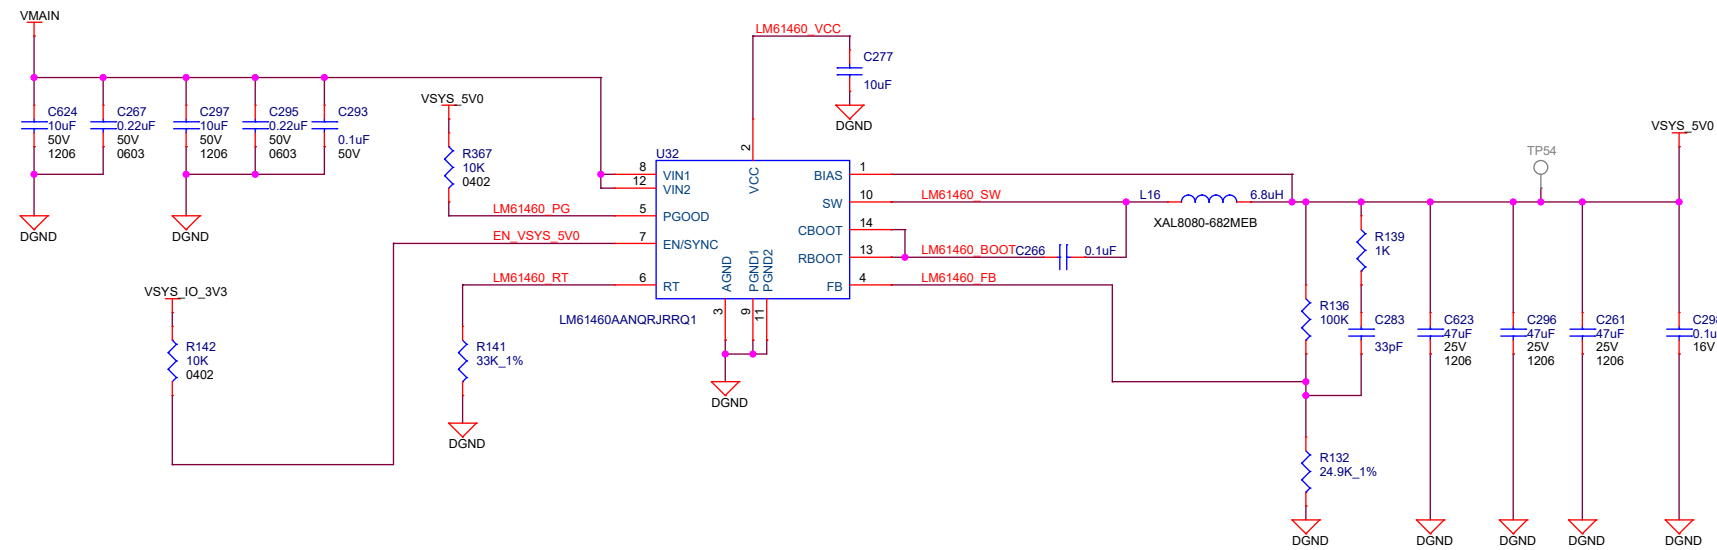 VMAIN
C624
10uF
50V
1206
C267
0.22uF
50V
0603
C297
10uF
50V
1206
C295
0.22uF
50V
0603
C293
0.1uF
50V
DGND
DGND
VSYS_5V0
R367
10K
0402
LM61460_VCC
C277
10uF
DGND
U32
8
VIN1
12
VIN2
5
PGOOD
7
EN/SYNC
6
RT
2
VCC
BIAS
1
SW
10
CBOOT
14
RBOOT
13
FB
4
AGND
PGND1
PGND2
3
9
11
LM61460_PG
EN_VSYS_5V0
LM61460_RT
LM61460AANQRJRRQ1
VSYS_IO_3V3
R142
10K
0402
R141
33K_1%
DGND
DGND
LM61460_SW
LM61460_BOOT
C266
0.1uF
LM61460_FB
L16
6.8uH
XAL8080-682MEB
R139
1K
R136
100K
C283
33pF
R132
24.9K_1%
DGND
C623
47uF
25V
1206
DGND
C296
47uF
25V
1206
DGND
C261
47uF
25V
1206
DGND
TP54
VSYS_5V0
16V
DGND